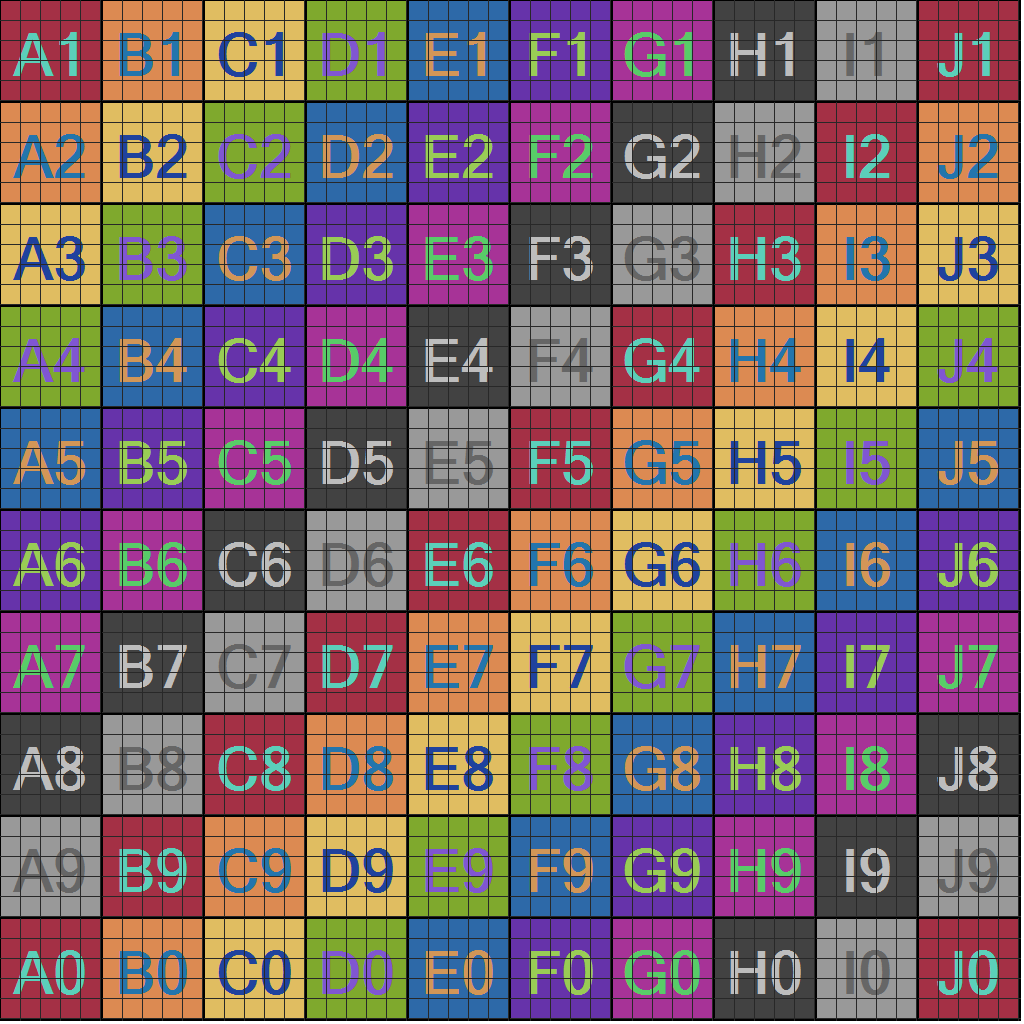 A1 B1 C1 D1 E1 F1 G1 H1 I1 J1
A2 B2 C2 D2 E2 F2 G2 H2 I2 J2
A3 B3 C3 D3 E3 F3 G3 H3 I3 J3
A4 B4 C4 D4 E4 F4 G4 H4 I4 J4
A5 B5 C5 D5 E5 F5 G5 H5 I5 J5
A6 B6 C6 D6 E6 F6 G6 H6 I6 J6
A7 B7 C7 D7 E7 F7 G7 H7 I7 J7
A8 B8 C8 D8 E8 F8 G8 H8 I8 J8
A9 B9 C9 D9 E9 F9 G9 H9 I9 J9
A0 B0 C0 D0 E0 F0 G0 H0 I0 J0